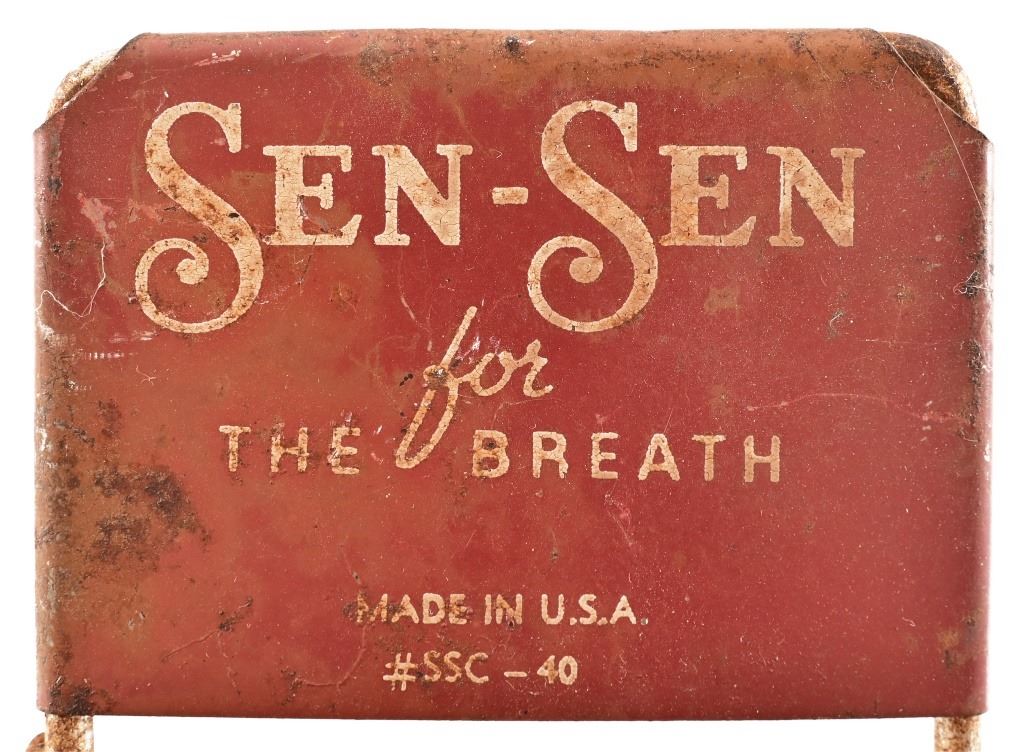 SEN-SEN
for
THE BREATH
MADE IN U.S.A.
#SSC - 40